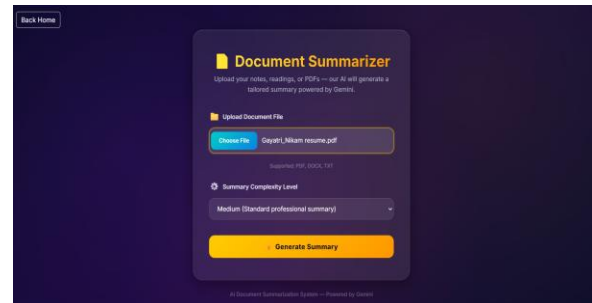 Back Home
Document Summarizer
Upload your notes, readings, or PDFs — our AI will generate a
tailored summary powered by Gemini.
Upload Document File
Choose File Gayatri_Nikam resume.pdf
Supported: PDF, DOCX, TXT
Summary Complexity Level
Medium (Standard professional summary)
Generate Summary
AI Document Summarization System — Powered by Gemini